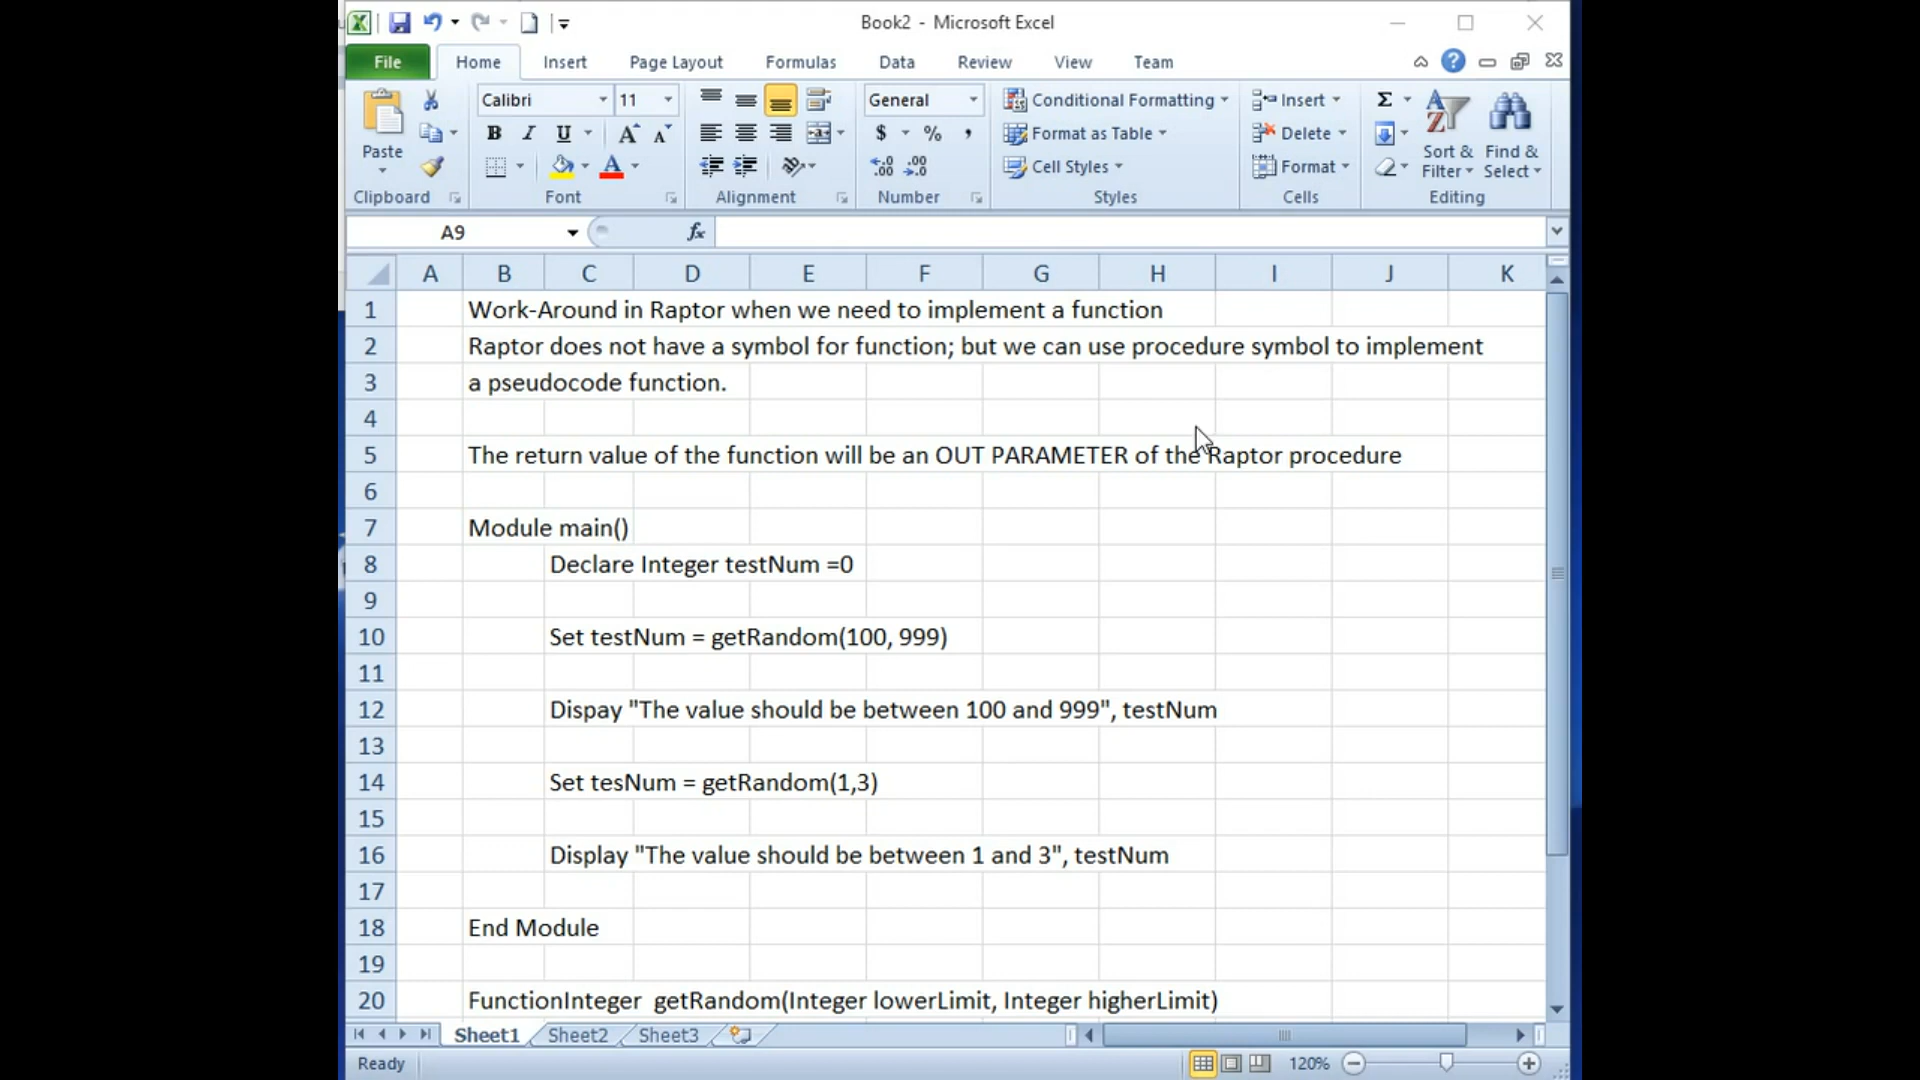 Book2 - Microsoft Excel
File Home Insert Page Layout Formulas Data Review View Team
Calibri 11 General Conditional Formatting Insert
Paste B I U A A $ % , Format as Table Delete Sort & Filter Find & Select
Cell Styles Format
Clipboard Font Alignment Number Styles Cells Editing
A9 fx
A B C D E F G H I J K
1 Work-Around in Raptor when we need to implement a function
2 Raptor does not have a symbol for function; but we can use procedure symbol to implement
3 a pseudocode function.
4
5 The return value of the function will be an OUT PARAMETER of the Raptor procedure
6
7 Module main()
8 Declare Integer testNum =0
9
10 Set testNum = getRandom(100, 999)
11
12 Dispay "The value should be between 100 and 999", testNum
13
14 Set tesNum = getRandom(1,3)
15
16 Display "The value should be between 1 and 3", testNum
17
18 End Module
19
20 FunctionInteger getRandom(Integer lowerLimit, Integer higherLimit)
Sheet1 Sheet2 Sheet3
Ready 120%